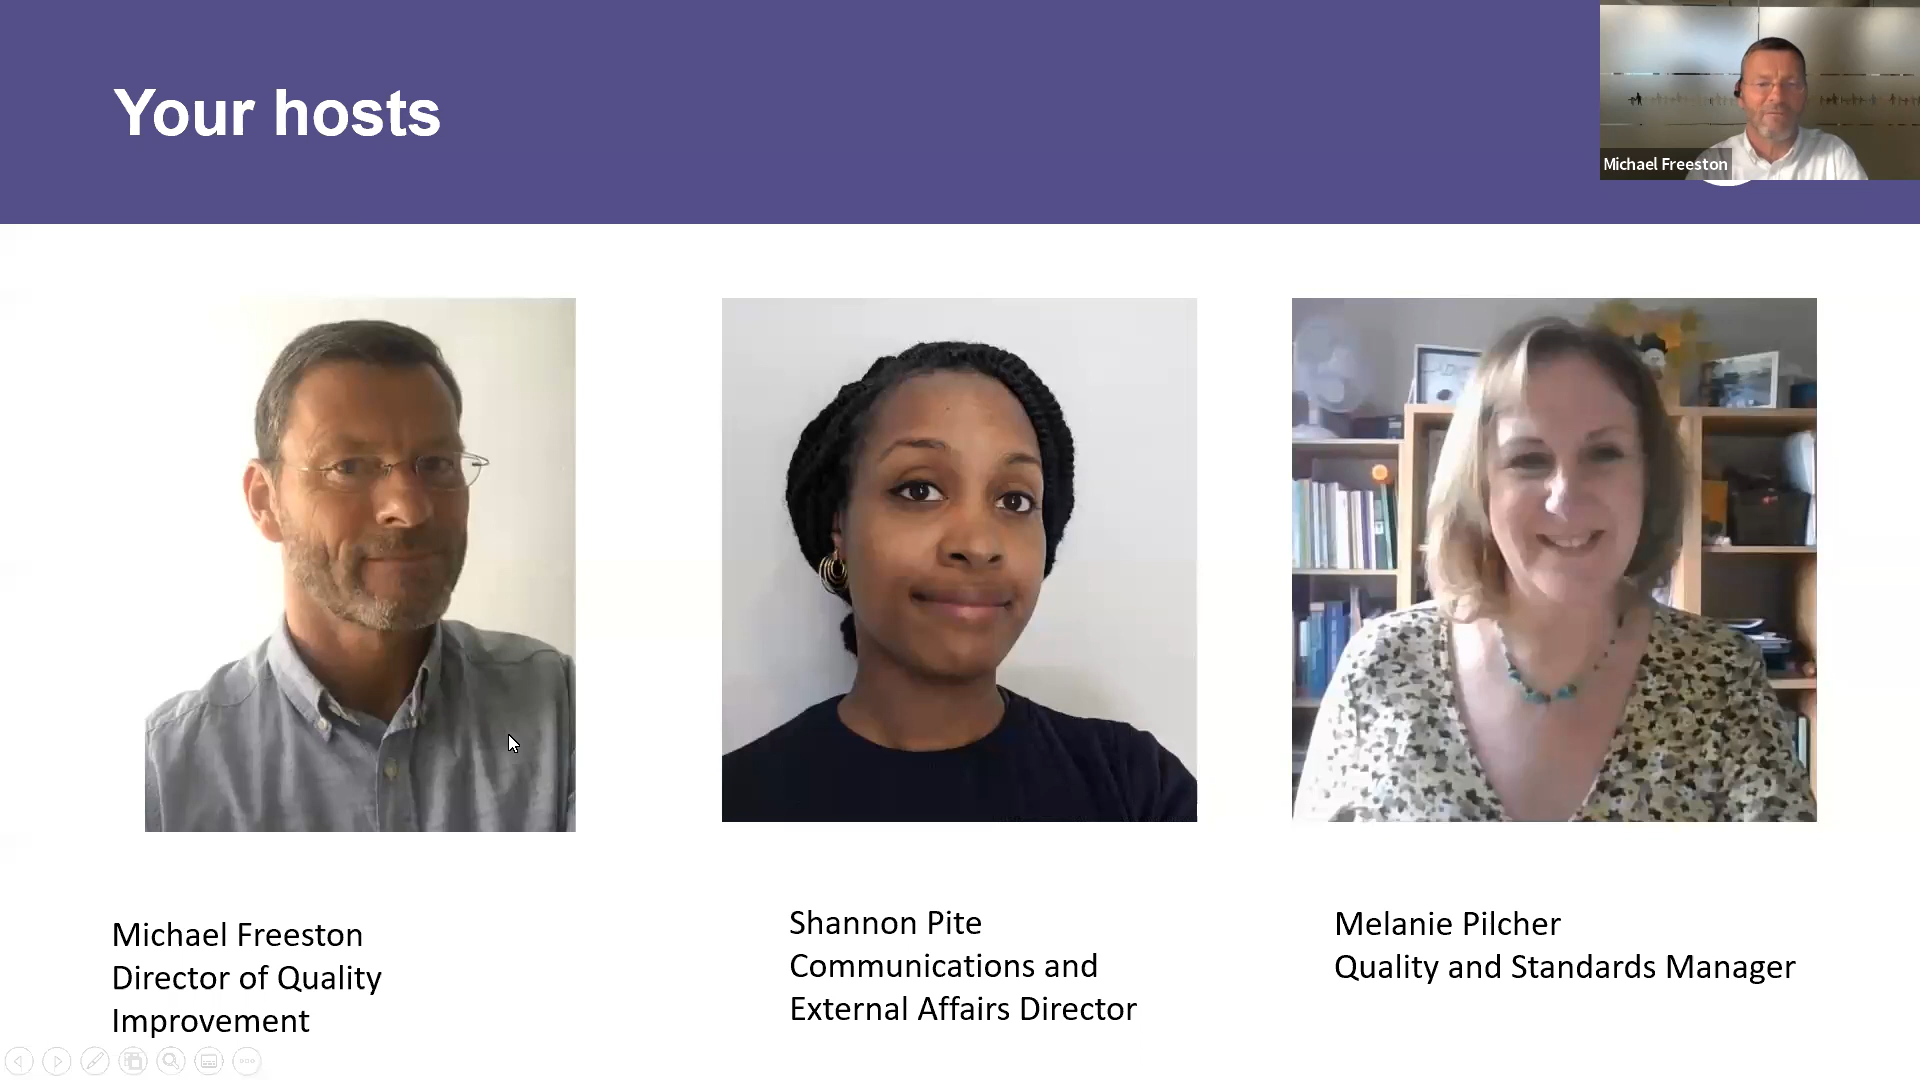 Your hosts
Michael Freeston
Michael Freeston
Director of Quality
Improvement
Shannon Pite
Communications and
External Affairs Director
Melanie Pilcher
Quality and Standards Manager